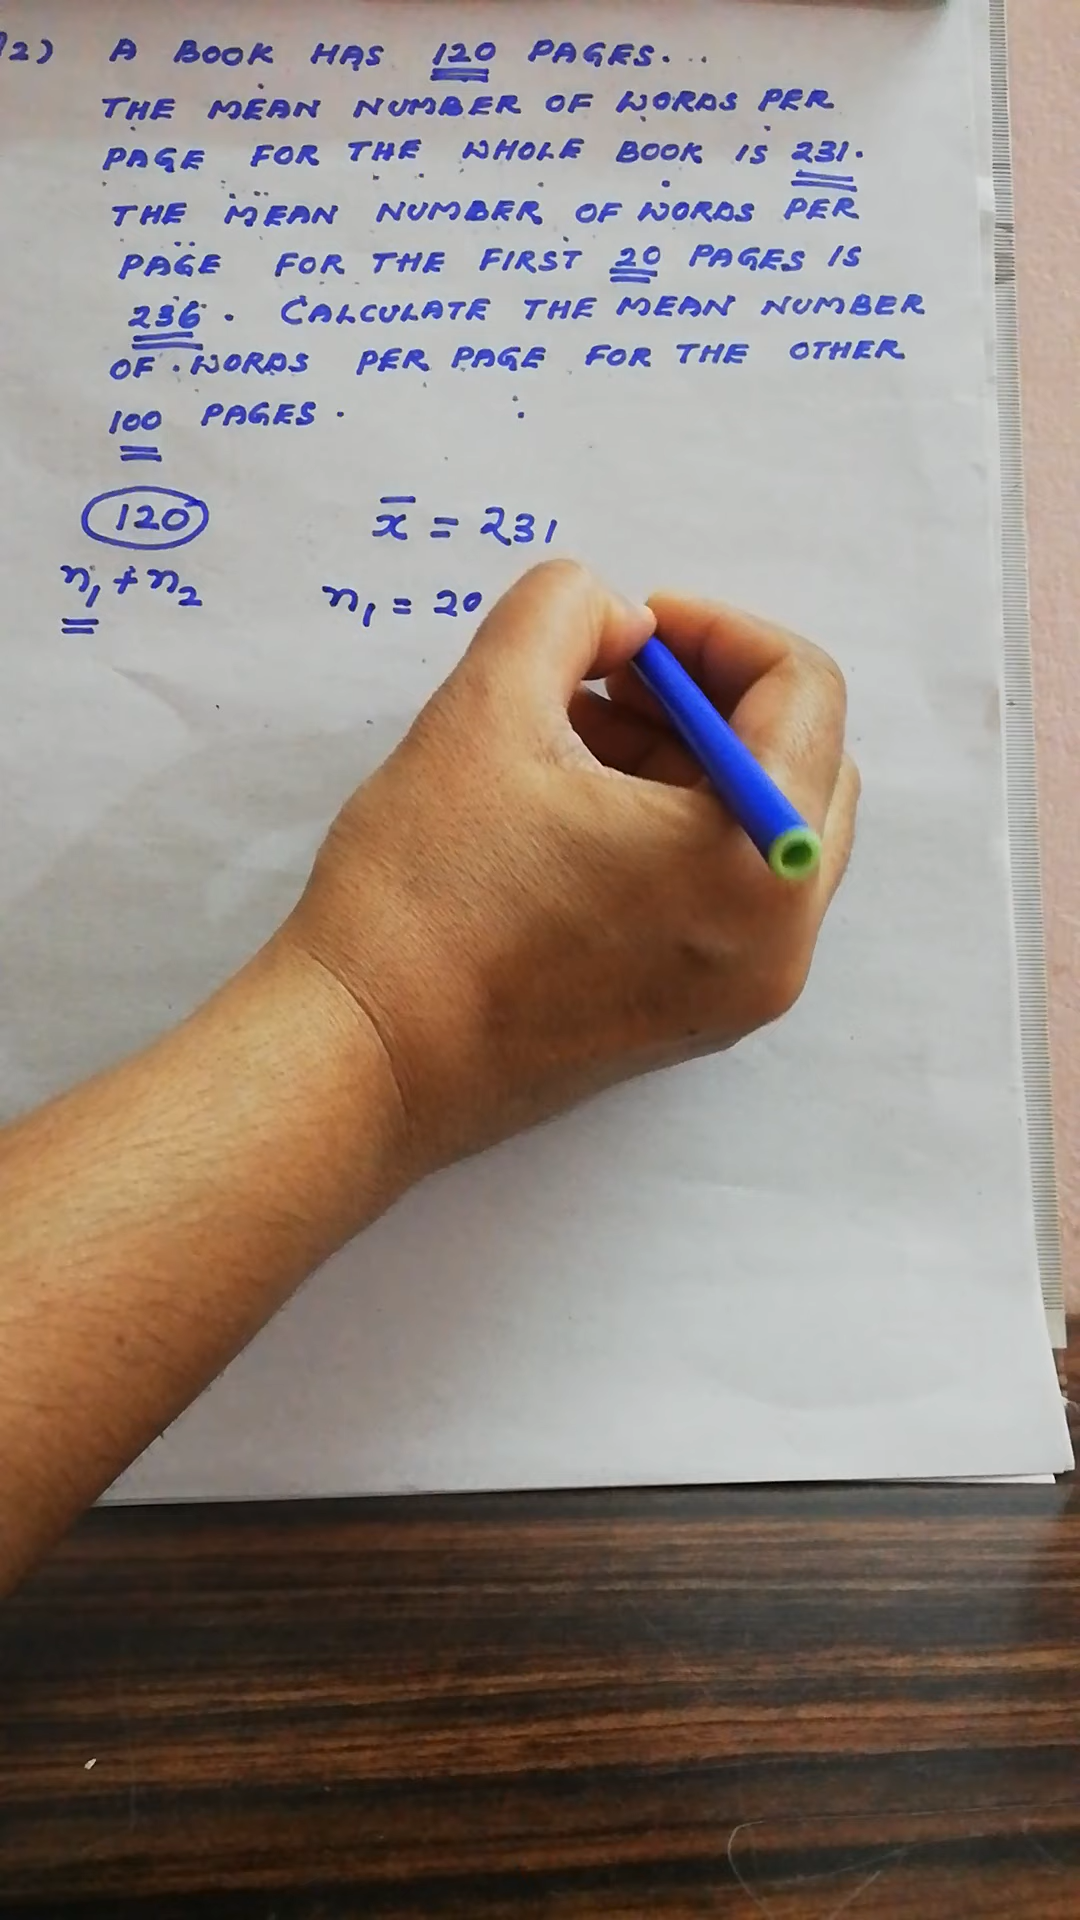 2) A BOOK HAS 120 PAGES...
THE MEAN NUMBER OF WORDS PER
PAGE FOR THE WHOLE BOOK IS 231.
THE MEAN NUMBER OF WORDS PER
PAGE FOR THE FIRST 20 PAGES IS
236. CALCULATE THE MEAN NUMBER
OF WORDS PER PAGE FOR THE OTHER
100 PAGES.
120 x̄ = 231
n₁ + n₂ n₁ = 20